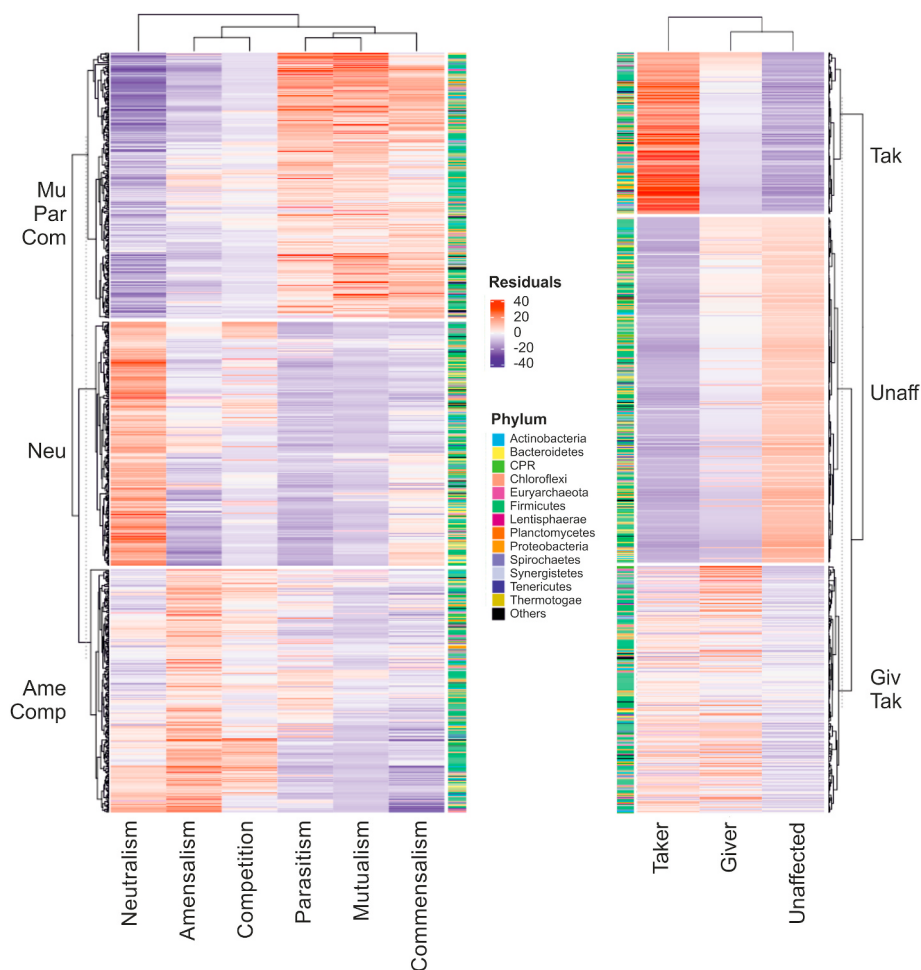 Mu
Par
Com
Neu
Ame
Comp
Neutralism
Amensalism
Competition
Parasitism
Mutualism
Commensalism
Residuals
40
20
0
-20
-40
Phylum
Actinobacteria
Bacteroidetes
CPR
Chloroflexi
Euryarchaeota
Firmicutes
Lentisphaerae
Planctomycetes
Proteobacteria
Spirochaetes
Synergistetes
Tenericutes
Thermotogae
Others
Tak
Unaff
Giv
Tak
Taker
Giver
Unaffected